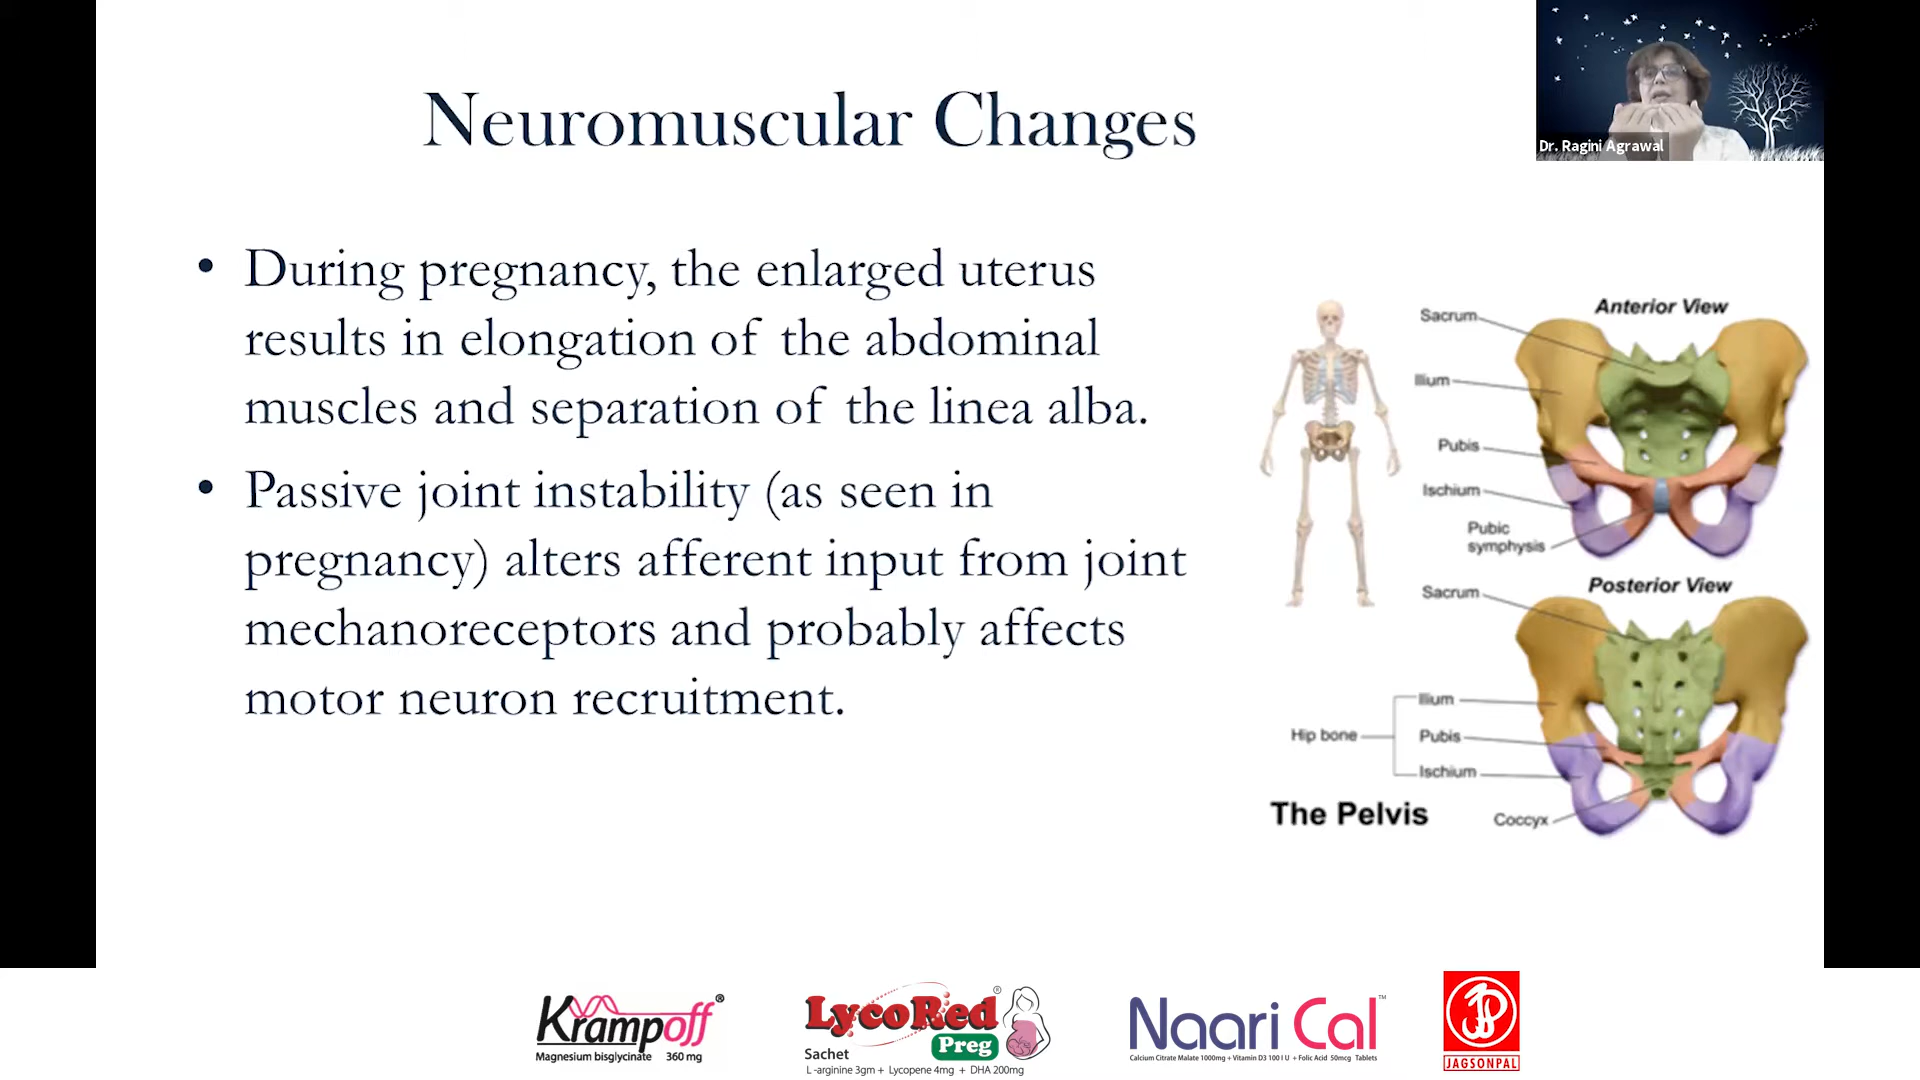 Neuromuscular Changes
Dr. Ragini Agrawal
• During pregnancy, the enlarged uterus
results in elongation of the abdominal
muscles and separation of the linea alba.
• Passive joint instability (as seen in
pregnancy) alters afferent input from joint
mechanoreceptors and probably affects
motor neuron recruitment.
Anterior View
Sacrum
Ilium
Pubis
Ischium
Pubic
symphysis
Posterior View
Sacrum
Hip bone
Ilium
Pubis
Ischium
Coccyx
The Pelvis
Krampoff®
Magnesium bisglycinate 360 mg
LycoRed®
Preg
Sachet
L -arginine 3gm + Lycopene 4mg + DHA 200mg
Naari Cal™
Calcium Citrate Malate 1000mg + Vitamin D3 100 I U + Folic Acid 50mcg Tablets
JAGSONPAL